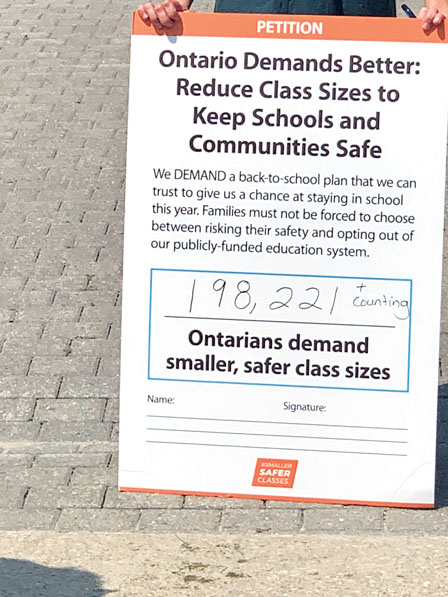 PETITION
Ontario Demands Better:
Reduce Class Sizes to
Keep Schools and
Communities Safe
We DEMAND a back-to-school plan that we can
trust to give us a chance at staying in school
this year. Families must not be forced to choose
between risking their safety and opting out of
our publicly-funded education system.
198,221 + counting
Ontarians demand
smaller, safer class sizes
Name: Signature:
#SMALLER
SAFER
CLASSES